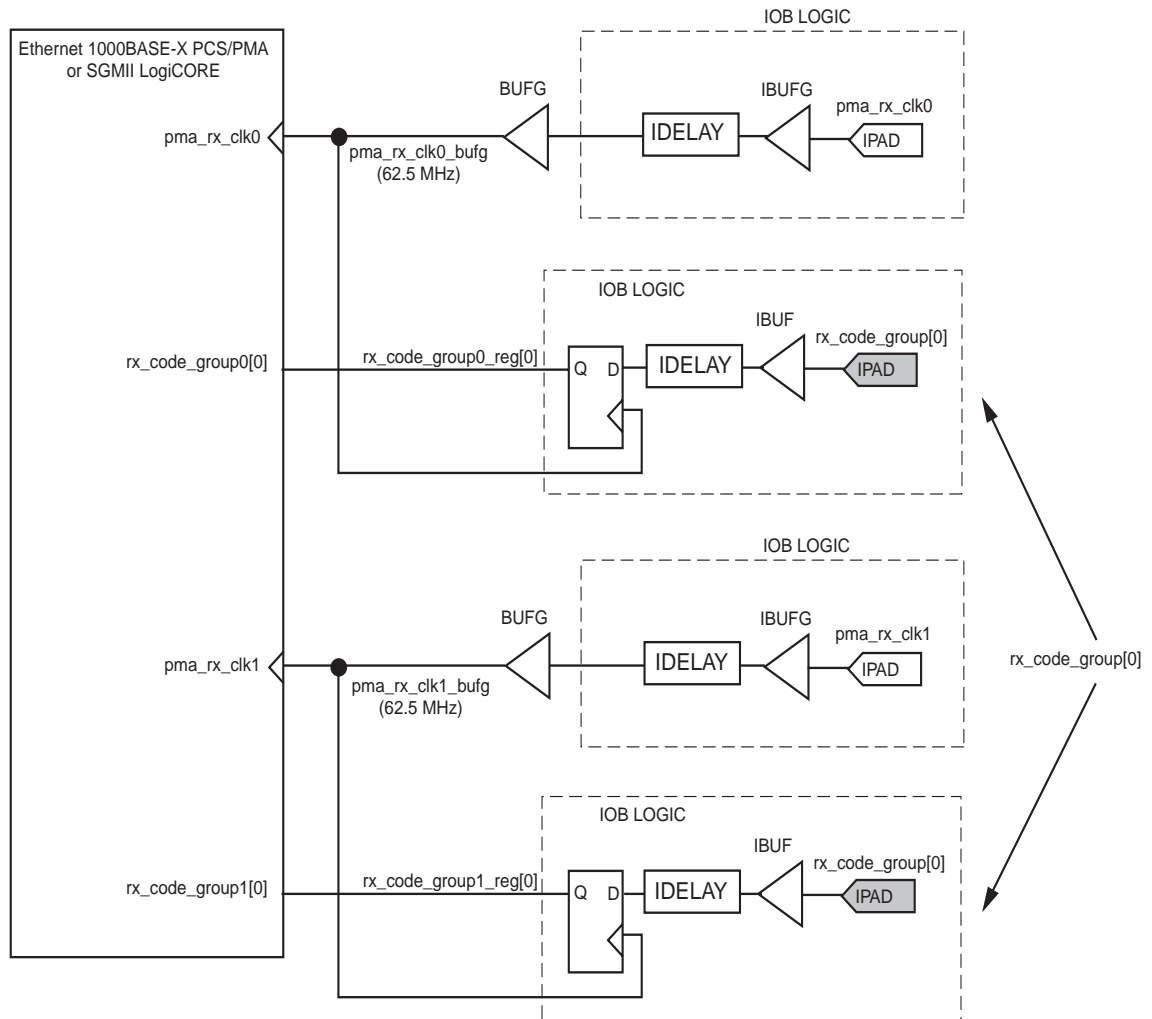 IOB LOGIC
Ethernet 1000BASE-X PCS/PMA
or SGMII LogiCORE
BUFG
IBUFG
pma_rx_clk0
pma_rx_clk0
IDELAY
IPAD
pma_rx_clk0_bufg
(62.5 MHz)
IOB LOGIC
IBUF
rx_code_group[0]
rx_code_group0[0]
rx_code_group0_reg[0]
Q
D
IDELAY
IPAD
IOB LOGIC
BUFG
IBUFG
pma_rx_clk1
pma_rx_clk1
IDELAY
IPAD
rx_code_group[0]
pma_rx_clk1_bufg
(62.5 MHz)
IOB LOGIC
IBUF
rx_code_group[0]
rx_code_group1[0]
rx_code_group1_reg[0]
Q
D
IDELAY
IPAD